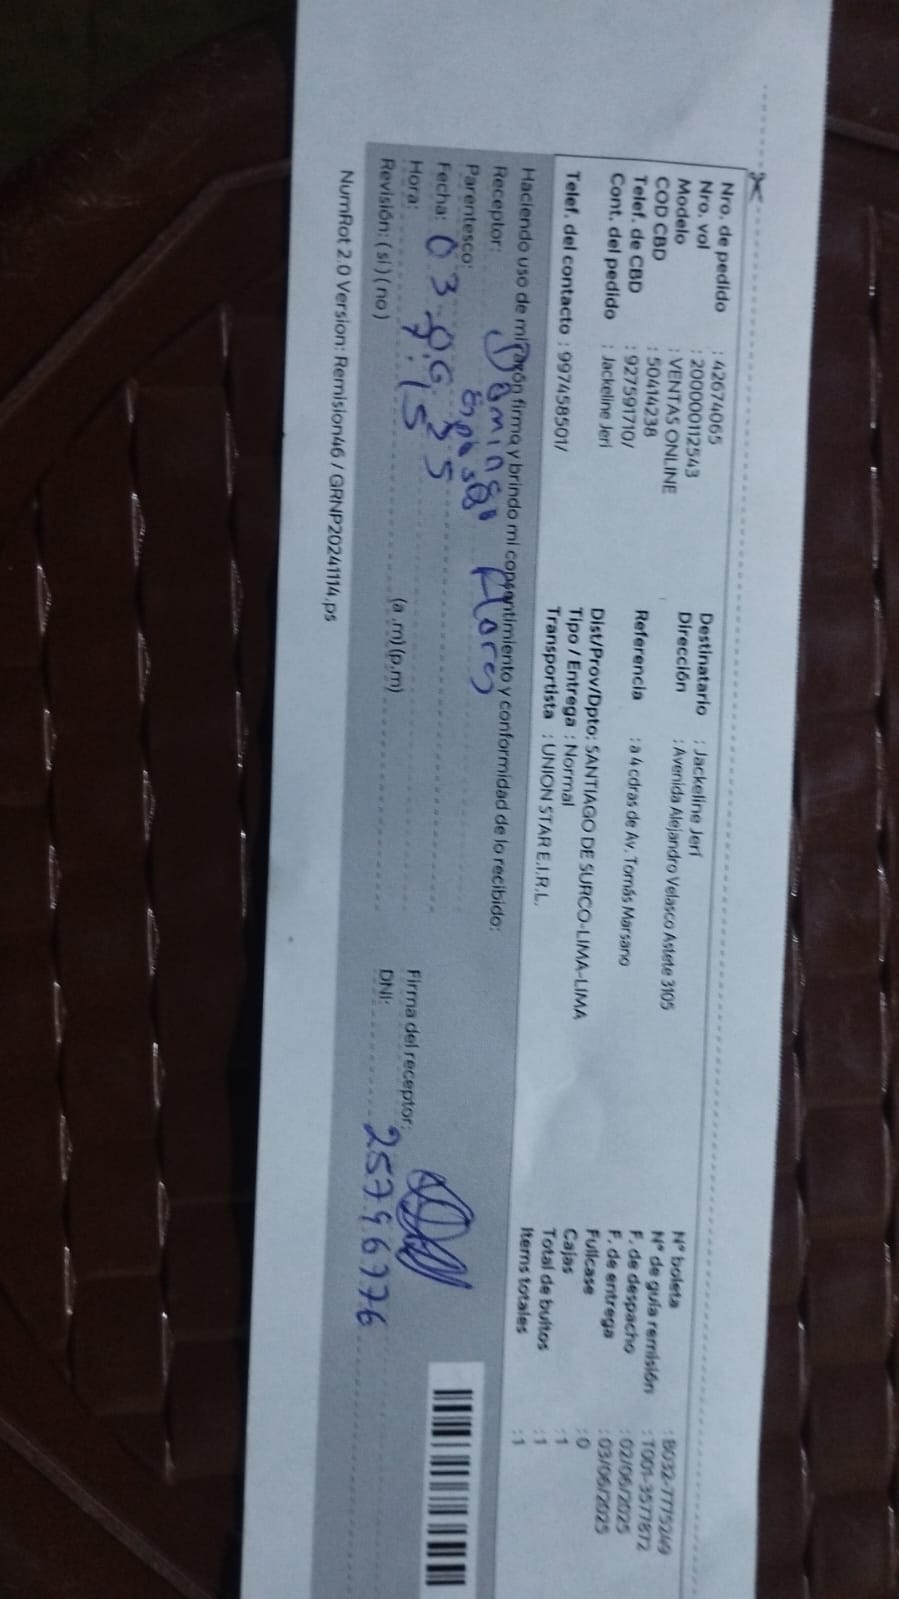 Nro. de pedido : 42674065
Nro. vol : 200000112543
Modelo : VENTAS ONLINE
COD CBD : 50414238
Telef. de CBD : 927591710/
Cont. del pedido : Jackeline Jeri
Telef. del contacto : 997458501/
Destinatario : Jackeline Jerí
Dirección : Avenida Alejandro Velasco Astete 3105
Referencia : a 4 cdras de Av. Tomás Marsano
Dist/Prov/Dpto: SANTIAGO DE SURCO-LIMA-LIMA
Tipo / Entrega : Normal
Transportista : UNION STAR E.I.R.L.
N° boleta : B032-7775249
N° de guía remisión : T001-3577872
F. de despacho : 02/06/2025
F. de entrega : 03/06/2025
Fullcase : 0
Cajas : 1
Total de bultos : 1
Items totales : 1
Haciendo uso de mi razón firmo y brindo mi consentimiento y conformidad de lo recibido:
Receptor: Domingo Flores
Parentesco: Esposo
Fecha: 03-06-25
Hora: 7:15 (a .m) (p.m)
Revisión: ( sí ) ( no )
Firma del receptor:
DNI: 25796776
NumRot 2.0 Version: Remision46 / GRNP20241114.ps